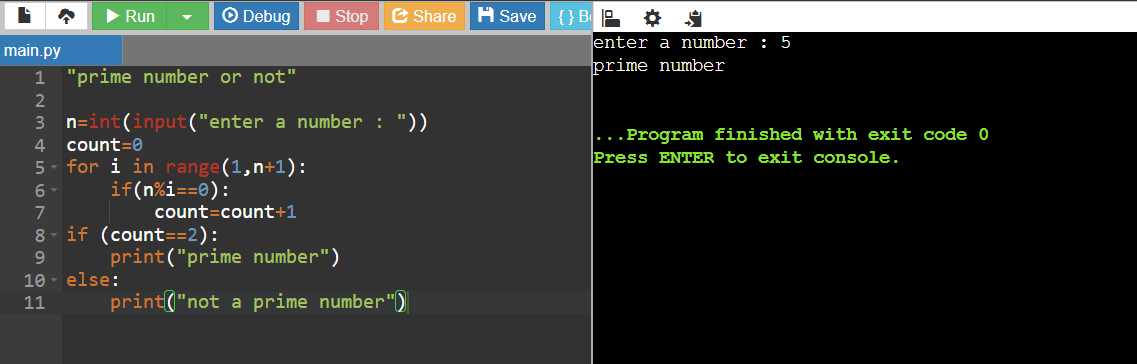 Run Debug Stop Share Save { } Be
main.py
1 "prime number or not"
2
3 n=int(input("enter a number : "))
4 count=0
5 for i in range(1,n+1):
6     if(n%i==0):
7         count=count+1
8 if (count==2):
9     print("prime number")
10 else:
11     print("not a prime number")
enter a number : 5
prime number
...Program finished with exit code 0
Press ENTER to exit console.